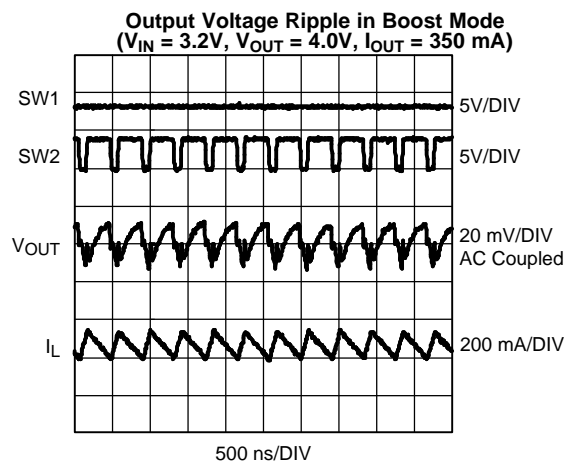 Output Voltage Ripple in Boost Mode
(VIN = 3.2V, VOUT = 4.0V, IOUT = 350 mA)
SW1
5V/DIV
SW2
5V/DIV
VOUT
20 mV/DIV
AC Coupled
IL
200 mA/DIV
500 ns/DIV